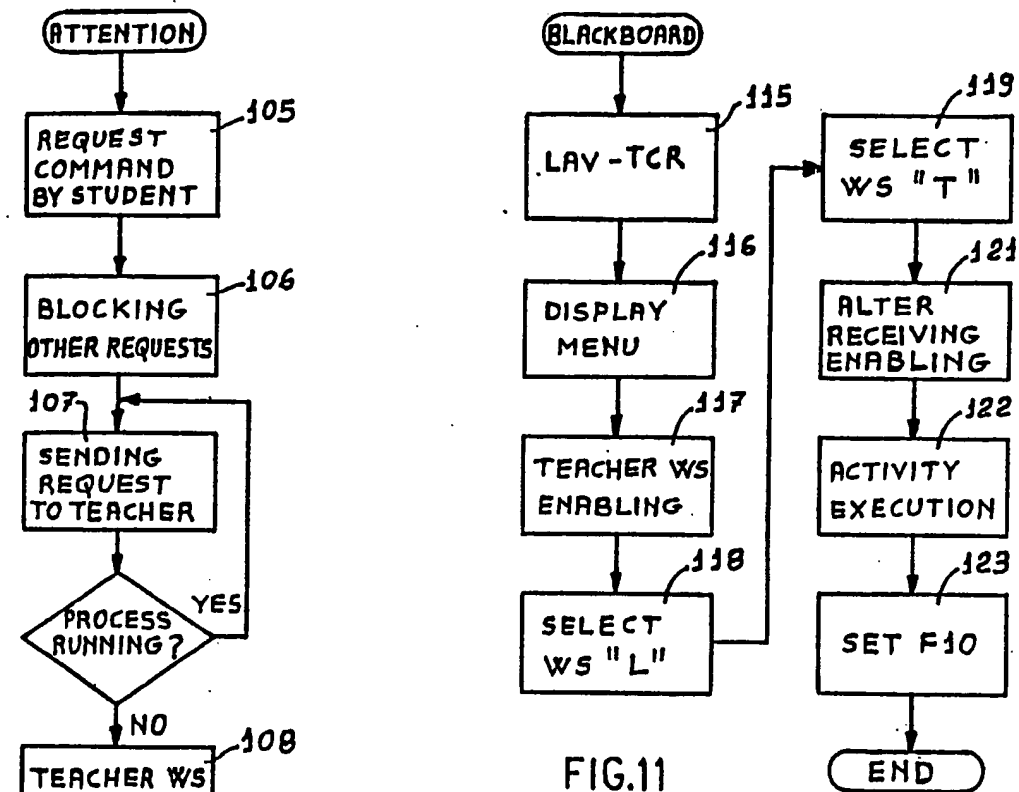 ATTENTION
105
REQUEST
COMMAND
BY STUDENT
106
BLOCKING
OTHER REQUESTS
107
SENDING
REQUEST
TO TEACHER
PROCESS
RUNNING?
YES
NO
108
TEACHER WS
BLACKBOARD
115
LAV-TCR
116
DISPLAY
MENU
117
TEACHER WS
ENABLING
118
SELECT
WS "L"
119
SELECT
WS "T"
121
ALTER
RECEIVING
ENABLING
122
ACTIVITY
EXECUTION
123
SET F10
END
FIG.11